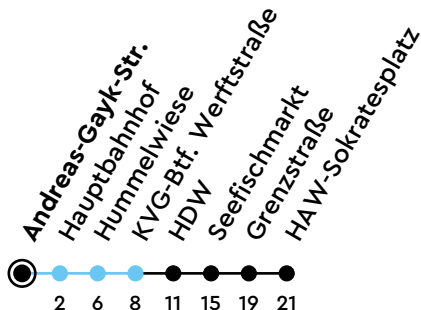 Andreas-Gayk-Str.
Hauptbahnhof
Hummelwiese
KVG-Btf. Werftstraße
HDW
Seefischmarkt
Grenzstraße
HAW-Sokratesplatz
2 6 8 11 15 19 21